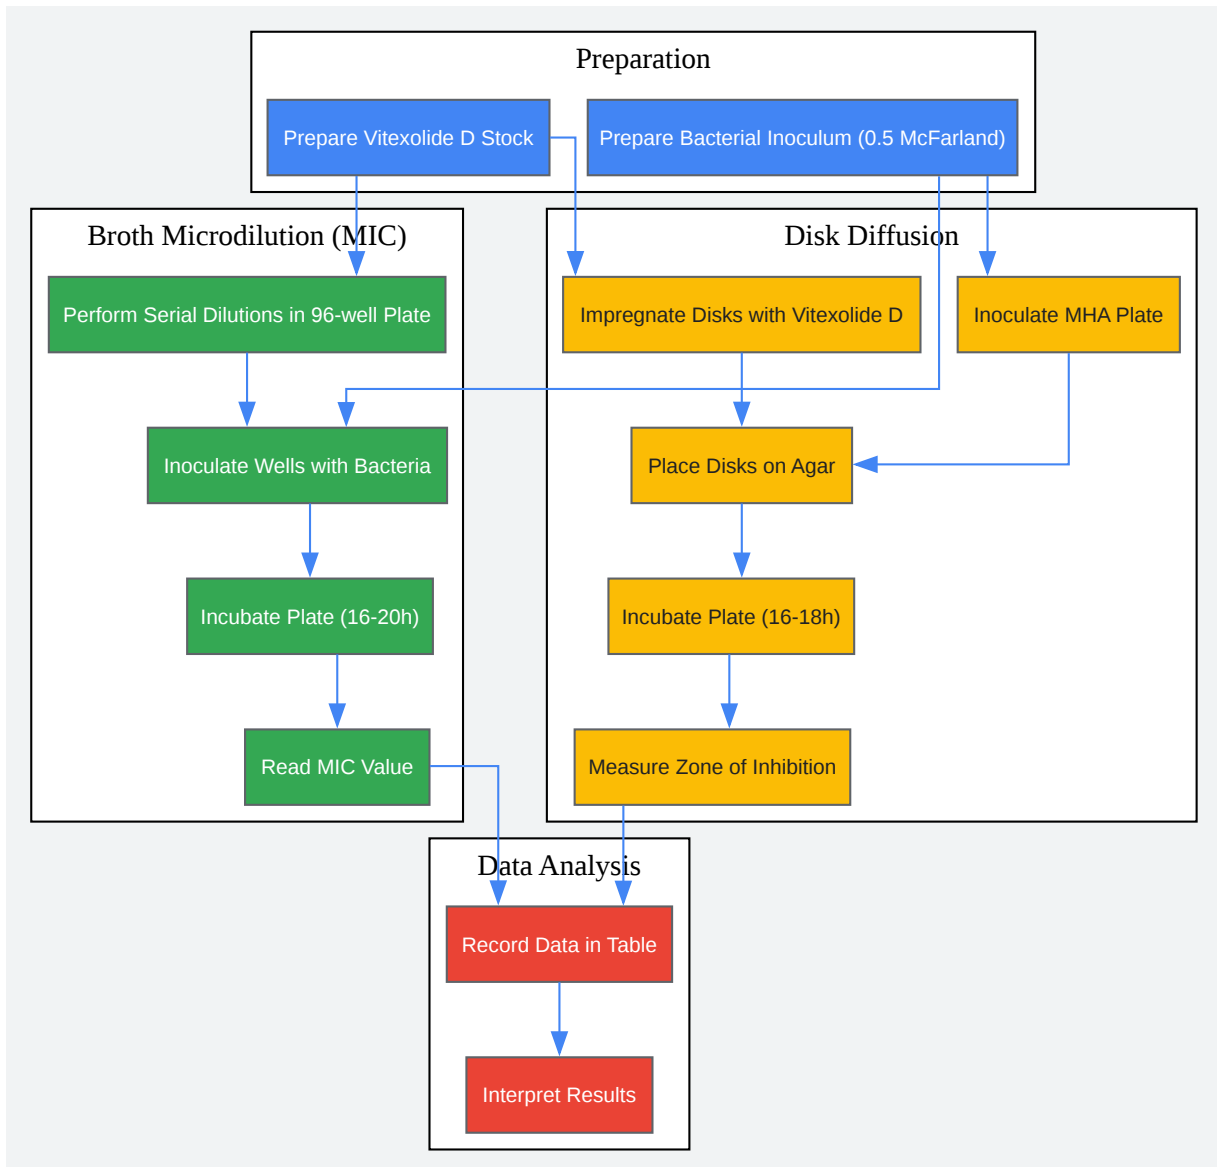 Preparation
Prepare Vitexolide D Stock
Prepare Bacterial Inoculum (0.5 McFarland)
Broth Microdilution (MIC)
Perform Serial Dilutions in 96-well Plate
Inoculate Wells with Bacteria
Incubate Plate (16-20h)
Read MIC Value
Disk Diffusion
Impregnate Disks with Vitexolide D
Inoculate MHA Plate
Place Disks on Agar
Incubate Plate (16-18h)
Measure Zone of Inhibition
Data Analysis
Record Data in Table
Interpret Results